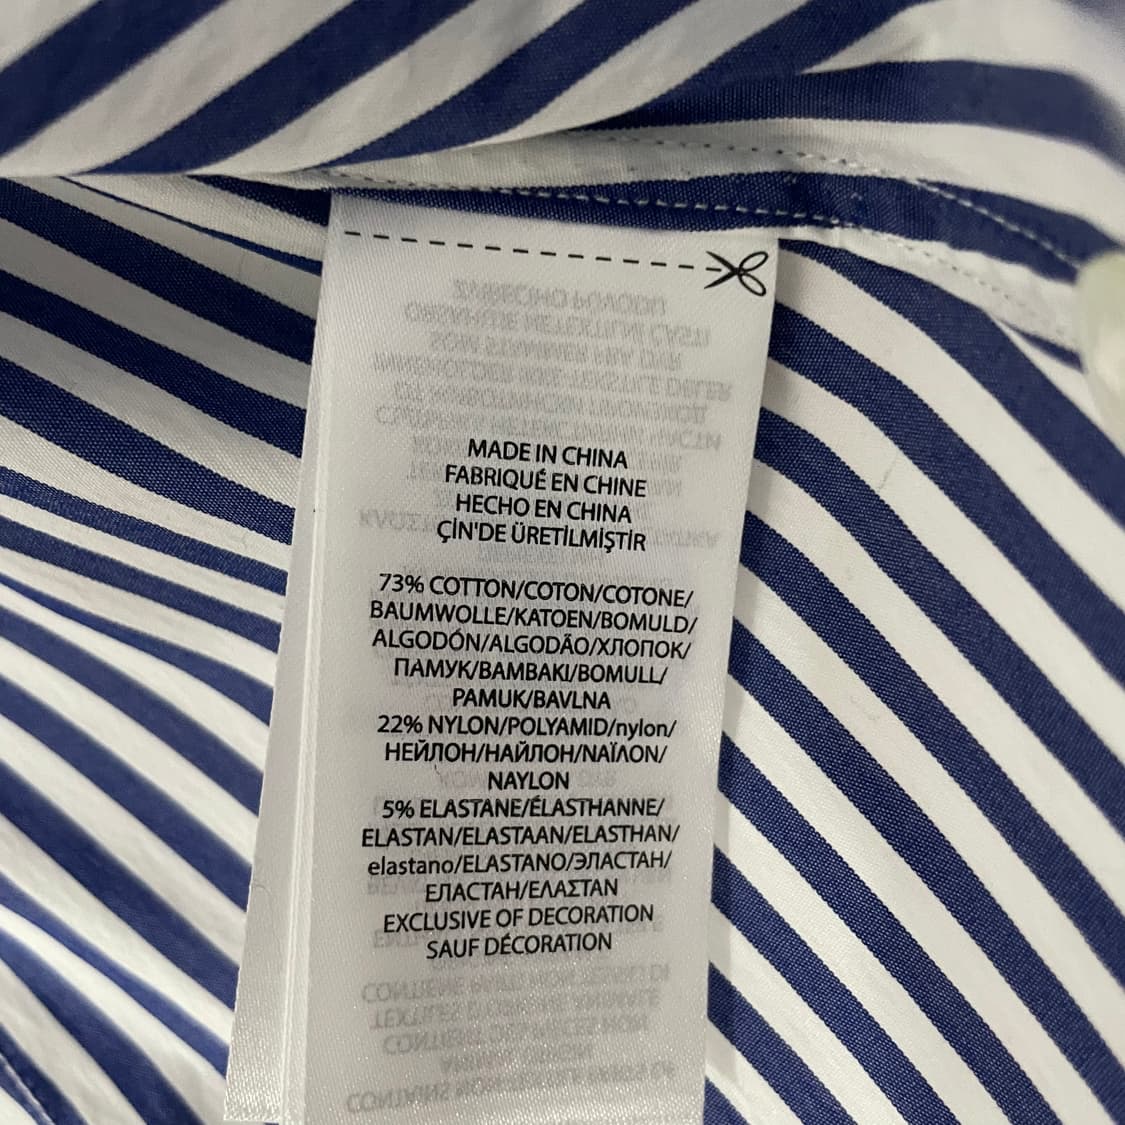 MADE IN CHINA
FABRIQUÉ EN CHINE
HECHO EN CHINA
ÇİN'DE ÜRETİLMİŞTİR
73% COTTON/COTON/COTONE/
BAUMWOLLE/KATOEN/BOMULD/
ALGODÓN/ALGODÃO/ХЛОПОК/
ПАМУК/ΒΑΜΒΑΚΙ/BOMULL/
PAMUK/BAVLNA
22% NYLON/POLYAMID/nylon/
НЕЙЛОН/НАЙЛОН/ΝΑΪΛΟΝ/
NAYLON
5% ELASTANE/ÉLASTHANNE/
ELASTAN/ELASTAAN/ELASTHAN/
elastano/ELASTANO/ЭЛАСТАН/
ЕЛАСТАН/ΕΛΑΣΤΑΝ
EXCLUSIVE OF DECORATION
SAUF DÉCORATION